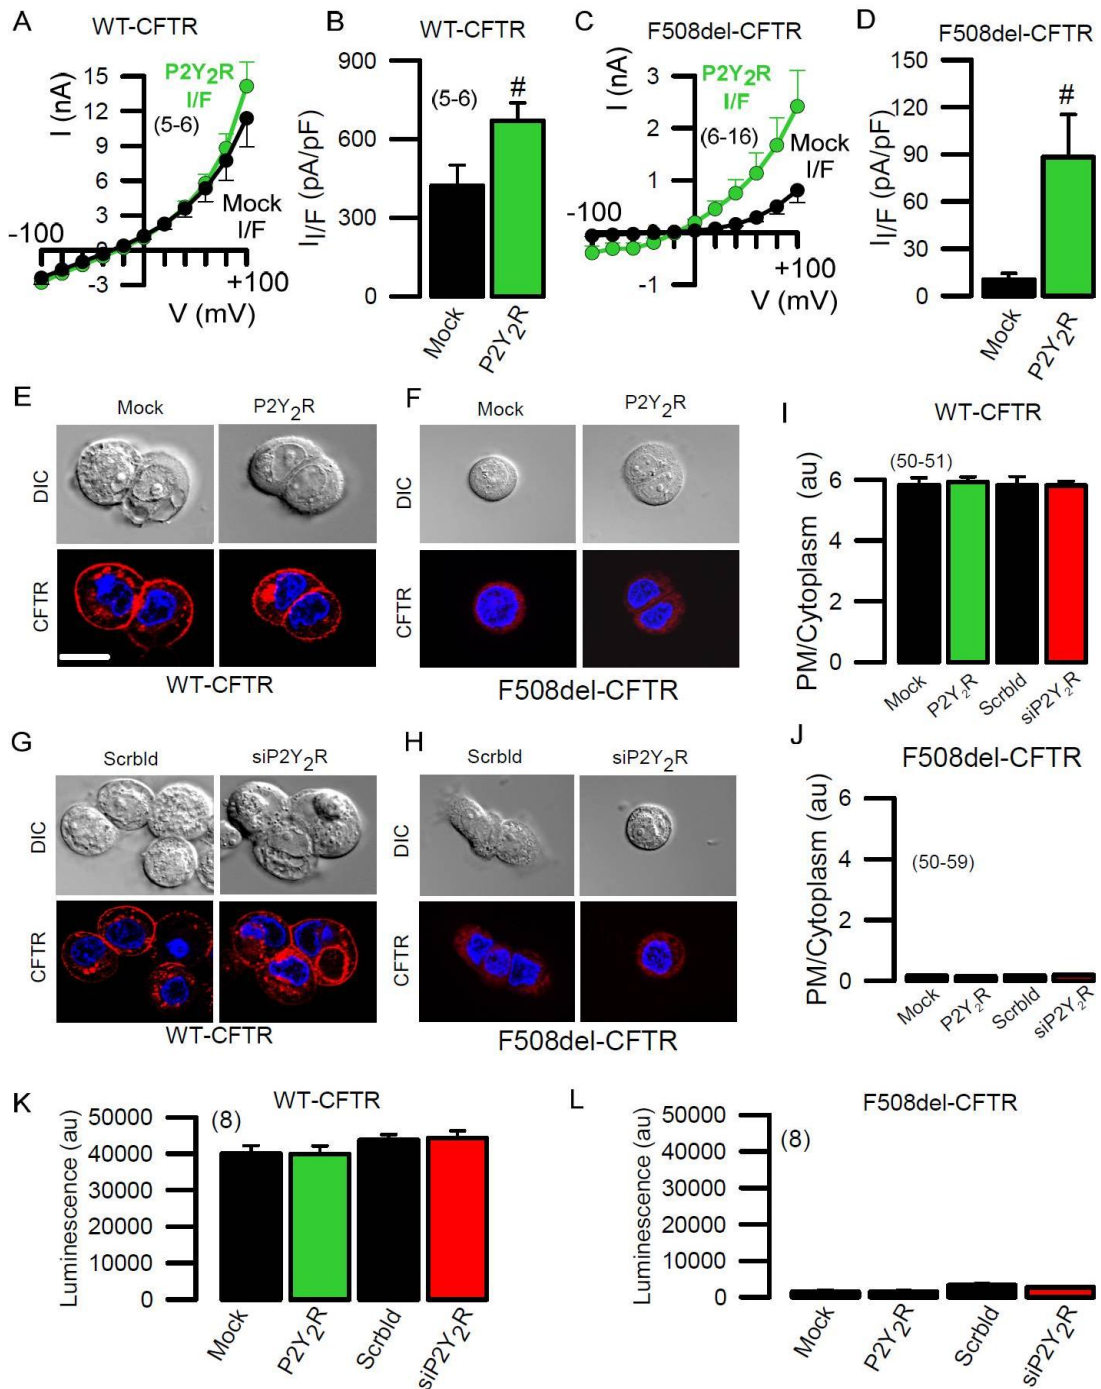 A
WT-CFTR
I (nA)
15
12
9
6
3
-3
P2Y2R
I/F
(5-6)
Mock
I/F
-100
+100
V (mV)
B
WT-CFTR
II/F (pA/pF)
900
600
300
0
(5-6)
#
Mock
P2Y2R
C
F508del-CFTR
I (nA)
3
2
1
-1
P2Y2R
I/F
(6-16)
Mock
I/F
-100
+100
V (mV)
D
F508del-CFTR
II/F (pA/pF)
150
120
90
60
30
0
#
Mock
P2Y2R
E
Mock
P2Y2R
DIC
CFTR
WT-CFTR
F
Mock
P2Y2R
DIC
CFTR
F508del-CFTR
I
WT-CFTR
PM/Cytoplasm (au)
6
4
2
0
(50-51)
Mock
P2Y2R
Scrbld
siP2Y2R
G
Scrbld
siP2Y2R
DIC
CFTR
WT-CFTR
H
Scrbld
siP2Y2R
DIC
CFTR
F508del-CFTR
J
F508del-CFTR
PM/Cytoplasm (au)
6
4
2
0
(50-59)
Mock
P2Y2R
Scrbld
siP2Y2R
K
WT-CFTR
Luminescence (au)
50000
40000
30000
20000
10000
0
(8)
Mock
P2Y2R
Scrbld
siP2Y2R
L
F508del-CFTR
Luminescence (au)
50000
40000
30000
20000
10000
0
(8)
Mock
P2Y2R
Scrbld
siP2Y2R